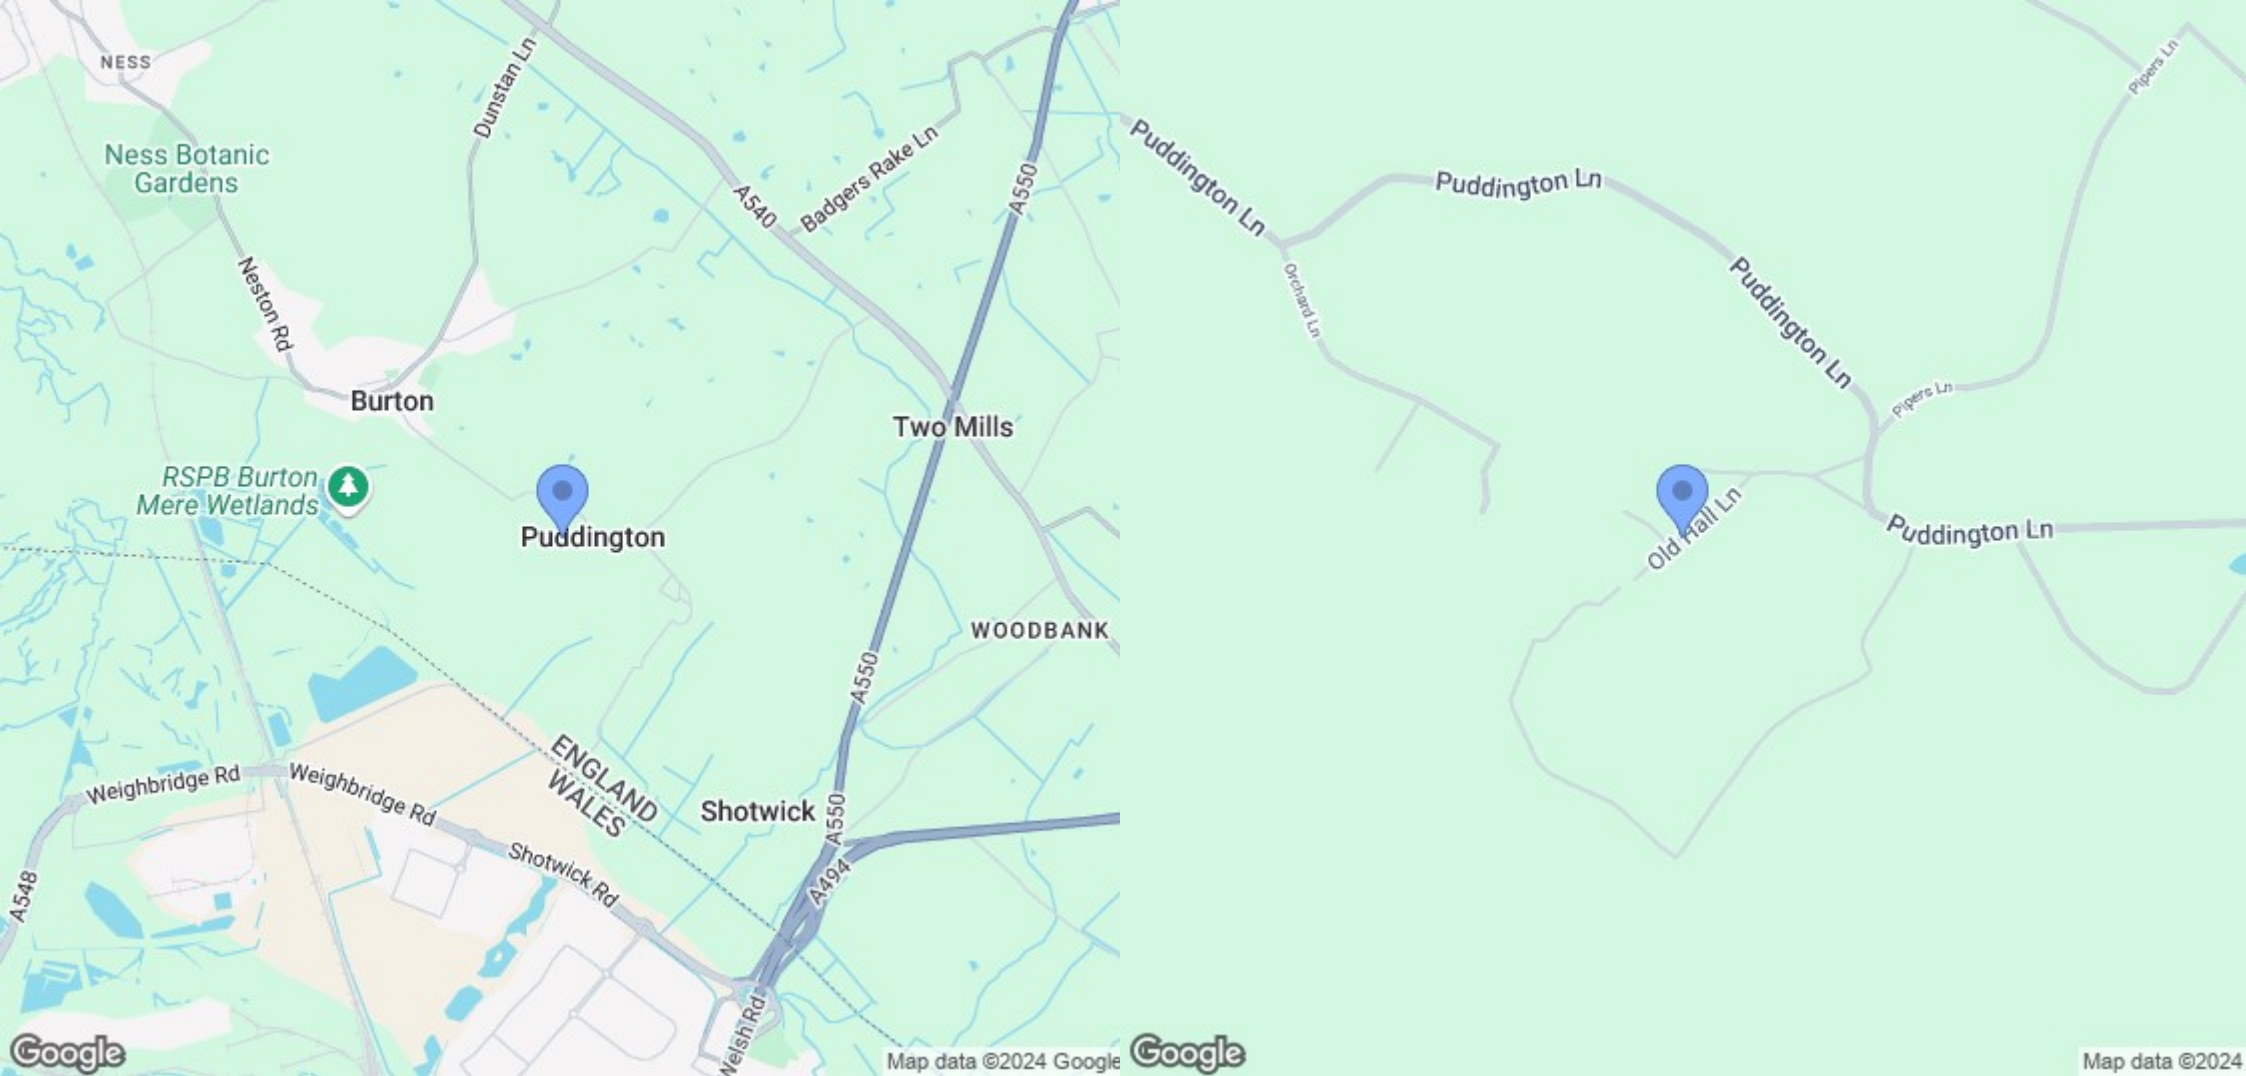 NESS
Dunstan Ln
Ness Botanic
Gardens
A540
Badgers Rake Ln
A550
Neston Rd
Burton
Two Mills
RSPB Burton
Mere Wetlands
Puddington
WOODBANK
A550
ENGLAND
WALES
Weighbridge Rd
Weighbridge Rd
Shotwick
A550
A548
Shotwick Rd
A494
Welsh Rd
Google
Map data ©2024 Google
Pipers Ln
Puddington Ln
Puddington Ln
Orchard Ln
Puddington Ln
Pipers Ln
Old Hall Ln
Puddington Ln
Google
Map data ©2024